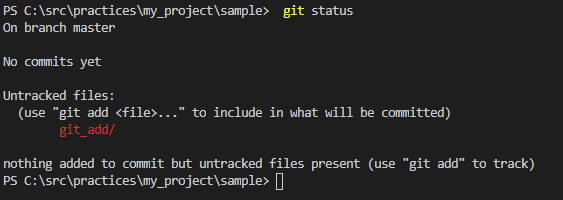 PS C:\src\practices\my_project\sample>  git status
On branch master

No commits yet

Untracked files:
  (use "git add <file>..." to include in what will be committed)
        git_add/

nothing added to commit but untracked files present (use "git add" to track)
PS C:\src\practices\my_project\sample>